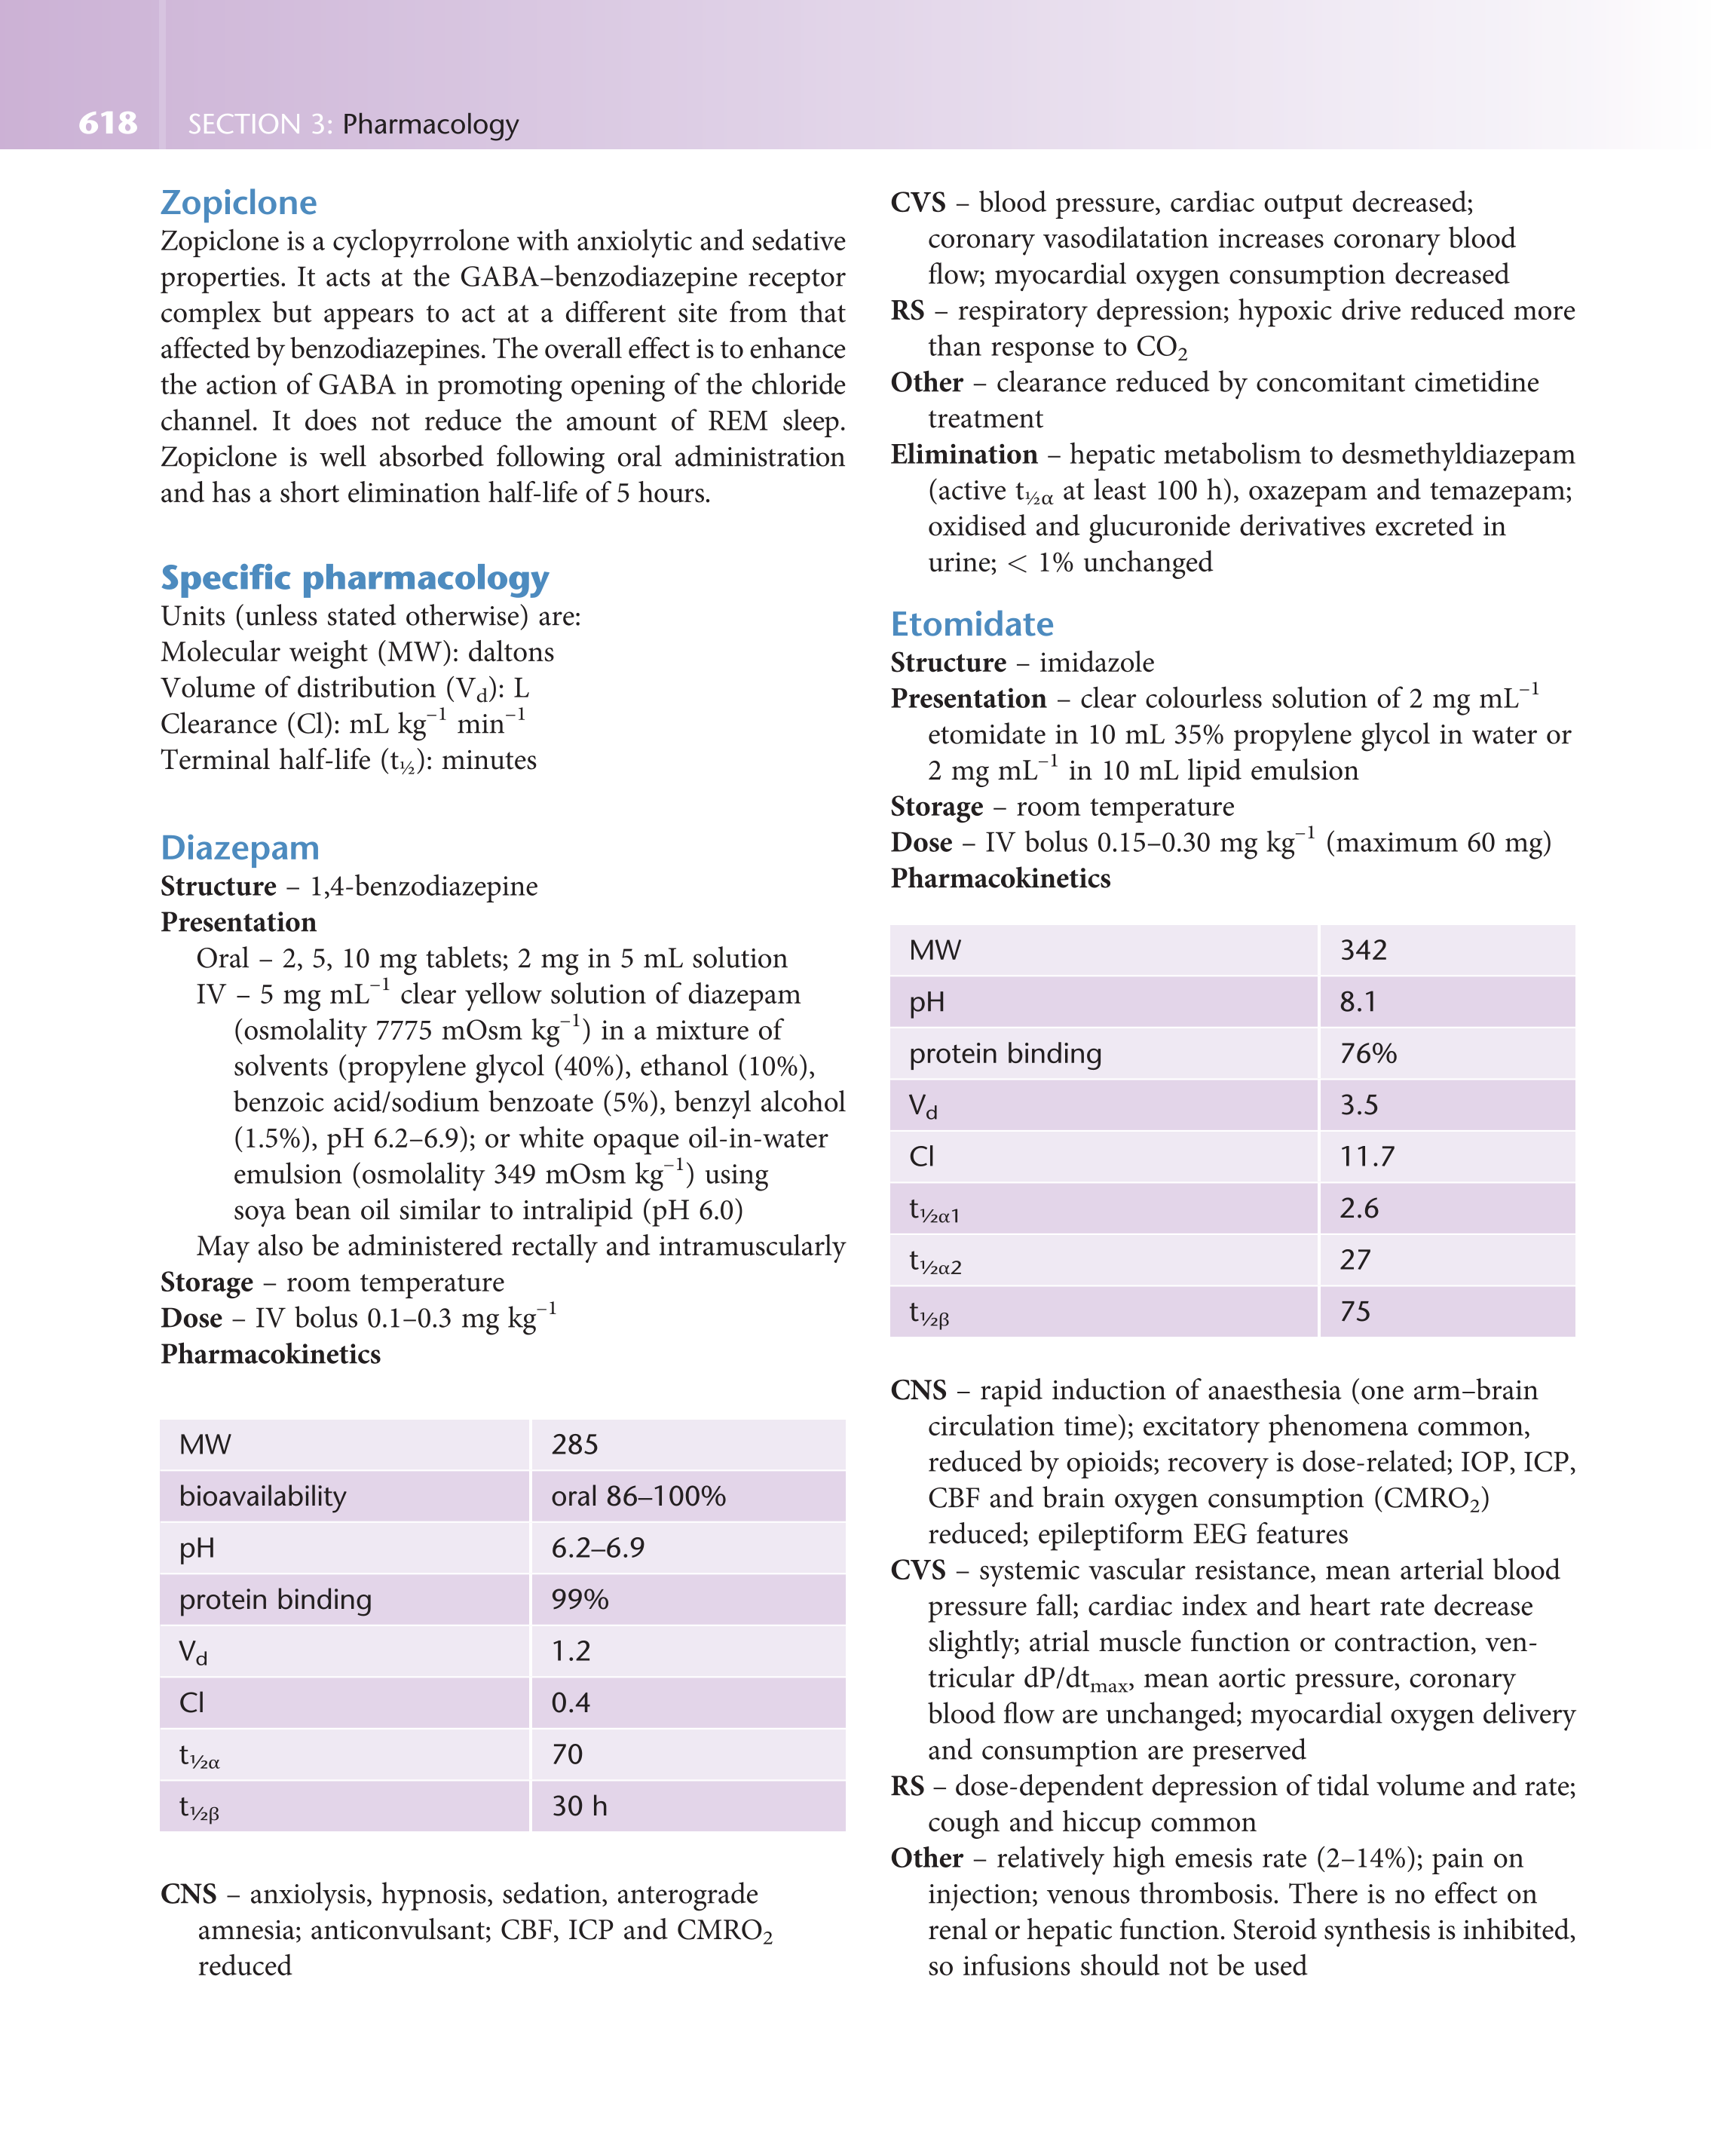 618 SECTION 3: Pharmacology
Zopiclone
Zopiclone is a cyclopyrrolone with anxiolytic and sedative
properties. It acts at the GABA–benzodiazepine receptor
complex but appears to act at a different site from that
affected by benzodiazepines. The overall effect is to enhance
the action of GABA in promoting opening of the chloride
channel. It does not reduce the amount of REM sleep.
Zopiclone is well absorbed following oral administration
and has a short elimination half-life of 5 hours.
Specific pharmacology
Units (unless stated otherwise) are:
Molecular weight (MW): daltons
Volume of distribution (Vd): L
Clearance (Cl): mL kg⁻¹ min⁻¹
Terminal half-life (t½): minutes
Diazepam
Structure – 1,4-benzodiazepine
Presentation
Oral – 2, 5, 10 mg tablets; 2 mg in 5 mL solution
IV – 5 mg mL⁻¹ clear yellow solution of diazepam
(osmolality 7775 mOsm kg⁻¹) in a mixture of
solvents (propylene glycol (40%), ethanol (10%),
benzoic acid/sodium benzoate (5%), benzyl alcohol
(1.5%), pH 6.2–6.9); or white opaque oil-in-water
emulsion (osmolality 349 mOsm kg⁻¹) using
soya bean oil similar to intralipid (pH 6.0)
May also be administered rectally and intramuscularly
Storage – room temperature
Dose – IV bolus 0.1–0.3 mg kg⁻¹
Pharmacokinetics
MW 285
bioavailability oral 86–100%
pH 6.2–6.9
protein binding 99%
Vd 1.2
Cl 0.4
t½α 70
t½β 30 h
CNS – anxiolysis, hypnosis, sedation, anterograde
amnesia; anticonvulsant; CBF, ICP and CMRO₂
reduced
CVS – blood pressure, cardiac output decreased;
coronary vasodilatation increases coronary blood
flow; myocardial oxygen consumption decreased
RS – respiratory depression; hypoxic drive reduced more
than response to CO₂
Other – clearance reduced by concomitant cimetidine
treatment
Elimination – hepatic metabolism to desmethyldiazepam
(active t½α at least 100 h), oxazepam and temazepam;
oxidised and glucuronide derivatives excreted in
urine; < 1% unchanged
Etomidate
Structure – imidazole
Presentation – clear colourless solution of 2 mg mL⁻¹
etomidate in 10 mL 35% propylene glycol in water or
2 mg mL⁻¹ in 10 mL lipid emulsion
Storage – room temperature
Dose – IV bolus 0.15–0.30 mg kg⁻¹ (maximum 60 mg)
Pharmacokinetics
MW 342
pH 8.1
protein binding 76%
Vd 3.5
Cl 11.7
t½α1 2.6
t½α2 27
t½β 75
CNS – rapid induction of anaesthesia (one arm–brain
circulation time); excitatory phenomena common,
reduced by opioids; recovery is dose-related; IOP, ICP,
CBF and brain oxygen consumption (CMRO₂)
reduced; epileptiform EEG features
CVS – systemic vascular resistance, mean arterial blood
pressure fall; cardiac index and heart rate decrease
slightly; atrial muscle function or contraction, ven-
tricular dP/dtmax, mean aortic pressure, coronary
blood flow are unchanged; myocardial oxygen delivery
and consumption are preserved
RS – dose-dependent depression of tidal volume and rate;
cough and hiccup common
Other – relatively high emesis rate (2–14%); pain on
injection; venous thrombosis. There is no effect on
renal or hepatic function. Steroid synthesis is inhibited,
so infusions should not be used